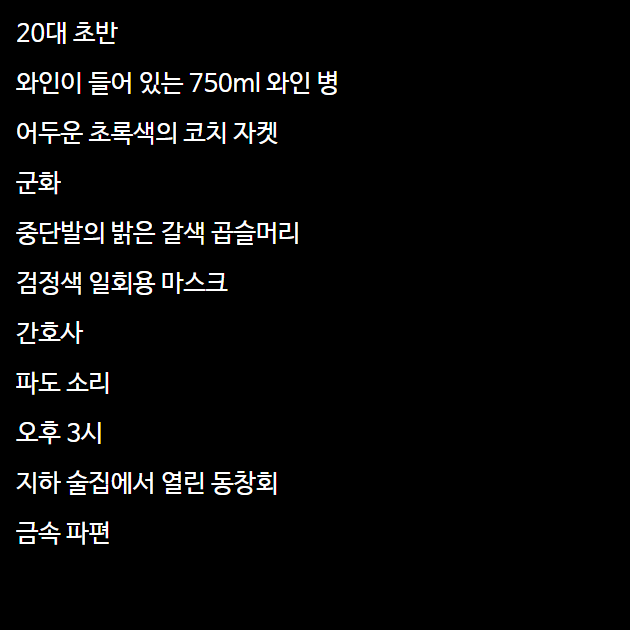 20대 초반
와인이 들어 있는 750ml 와인 병
어두운 초록색의 코치 자켓
군화
중단발의 밝은 갈색 곱슬머리
검정색 일회용 마스크
간호사
파도 소리
오후 3시
지하 술집에서 열린 동창회
금속 파편